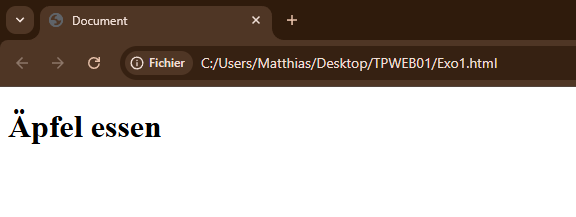 Document
Fichier C:/Users/Matthias/Desktop/TPWEB01/Exo1.html
Äpfel essen